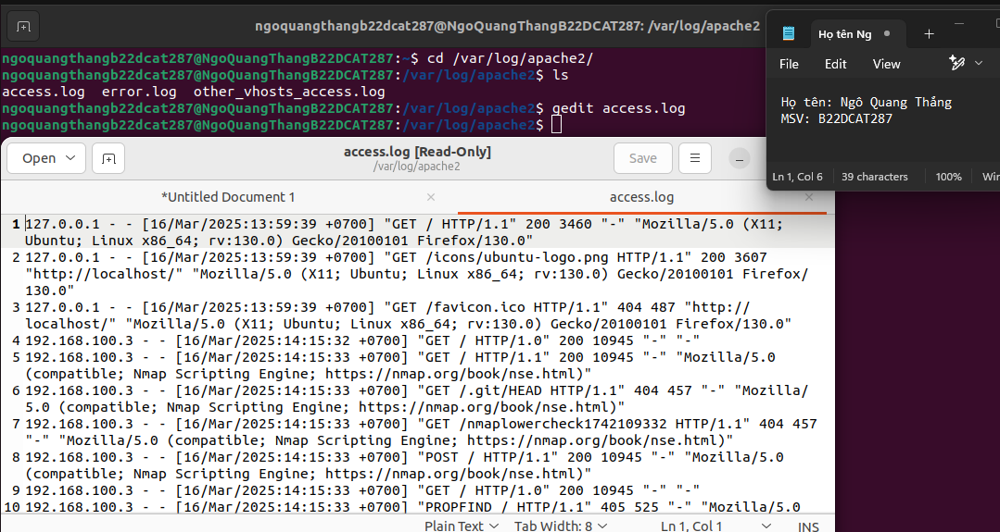 ngoquangthangb22dcat287@NgoQuangThangB22DCAT287: /var/log/apache2
ngoquangthangb22dcat287@NgoQuangThangB22DCAT287:~$ cd /var/log/apache2/
ngoquangthangb22dcat287@NgoQuangThangB22DCAT287:/var/log/apache2$ ls
access.log  error.log  other_vhosts_access.log
ngoquangthangb22dcat287@NgoQuangThangB22DCAT287:/var/log/apache2$ gedit access.log
ngoquangthangb22dcat287@NgoQuangThangB22DCAT287:/var/log/apache2$
Họ tên Ng
File Edit View
Họ tên: Ngô Quang Thắng
MSV: B22DCAT287
Ln 1, Col 6 39 characters 100% Win
Open access.log [Read-Only] Save
/var/log/apache2
*Untitled Document 1 access.log
1 127.0.0.1 - - [16/Mar/2025:13:59:39 +0700] "GET / HTTP/1.1" 200 3460 "-" "Mozilla/5.0 (X11;
Ubuntu; Linux x86_64; rv:130.0) Gecko/20100101 Firefox/130.0"
2 127.0.0.1 - - [16/Mar/2025:13:59:39 +0700] "GET /icons/ubuntu-logo.png HTTP/1.1" 200 3607
"http://localhost/" "Mozilla/5.0 (X11; Ubuntu; Linux x86_64; rv:130.0) Gecko/20100101 Firefox/
130.0"
3 127.0.0.1 - - [16/Mar/2025:13:59:39 +0700] "GET /favicon.ico HTTP/1.1" 404 487 "http://
localhost/" "Mozilla/5.0 (X11; Ubuntu; Linux x86_64; rv:130.0) Gecko/20100101 Firefox/130.0"
4 192.168.100.3 - - [16/Mar/2025:14:15:32 +0700] "GET / HTTP/1.0" 200 10945 "-" "-"
5 192.168.100.3 - - [16/Mar/2025:14:15:33 +0700] "GET / HTTP/1.1" 200 10945 "-" "Mozilla/5.0
(compatible; Nmap Scripting Engine; https://nmap.org/book/nse.html)"
6 192.168.100.3 - - [16/Mar/2025:14:15:33 +0700] "GET /.git/HEAD HTTP/1.1" 404 457 "-" "Mozilla/
5.0 (compatible; Nmap Scripting Engine; https://nmap.org/book/nse.html)"
7 192.168.100.3 - - [16/Mar/2025:14:15:33 +0700] "GET /nmaplowercheck1742109332 HTTP/1.1" 404 457
"-" "Mozilla/5.0 (compatible; Nmap Scripting Engine; https://nmap.org/book/nse.html)"
8 192.168.100.3 - - [16/Mar/2025:14:15:33 +0700] "POST / HTTP/1.1" 200 10945 "-" "Mozilla/5.0
(compatible; Nmap Scripting Engine; https://nmap.org/book/nse.html)"
9 192.168.100.3 - - [16/Mar/2025:14:15:33 +0700] "GET / HTTP/1.0" 200 10945 "-" "-"
10 192.168.100.3 - - [16/Mar/2025:14:15:33 +0700] "PROPFIND / HTTP/1.1" 405 525 "-" "Mozilla/5.0
Plain Text Tab Width: 8 Ln 1, Col 1 INS